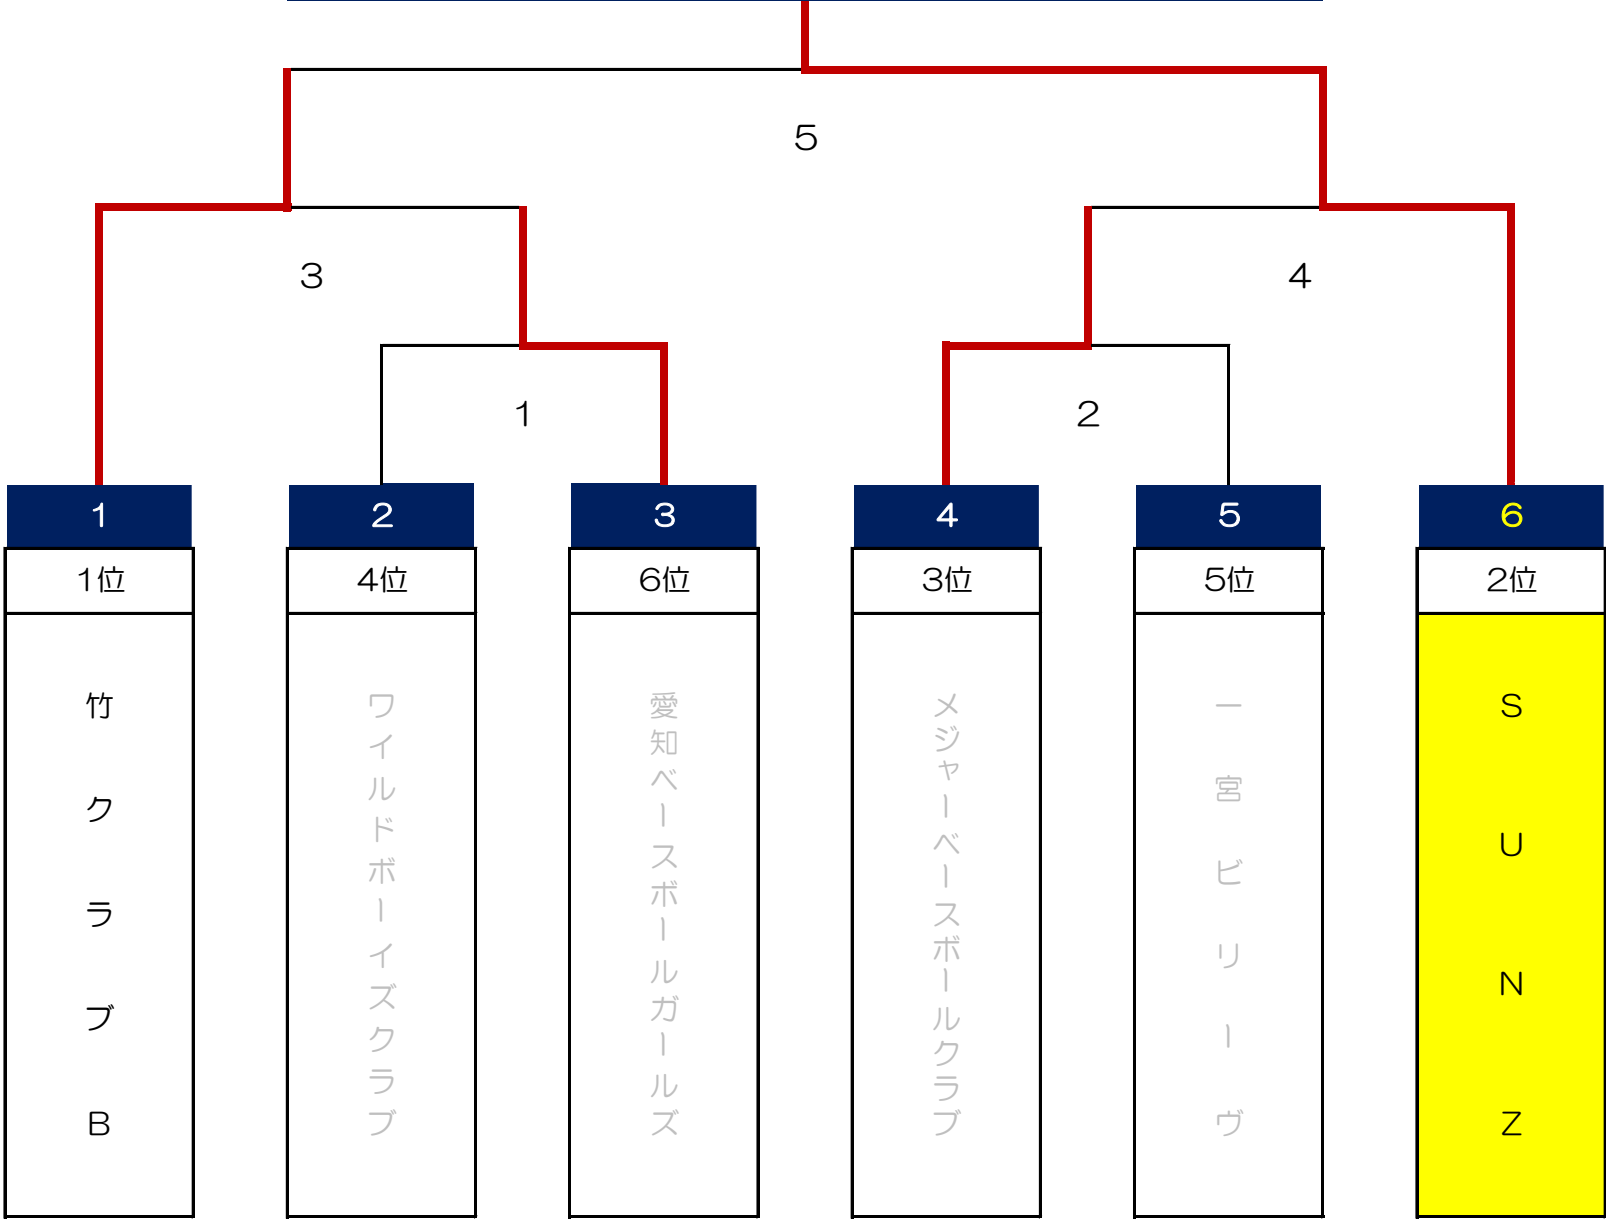 5
3
4
1
2
1
2
3
4
5
6
1位
4位
6位
3位
5位
2位
竹クラブB
ワイルドボーイズクラブ
愛知ベースボールガールズ
メジャーベースボールクラブ
一宮ビリーヴ
SUNZ